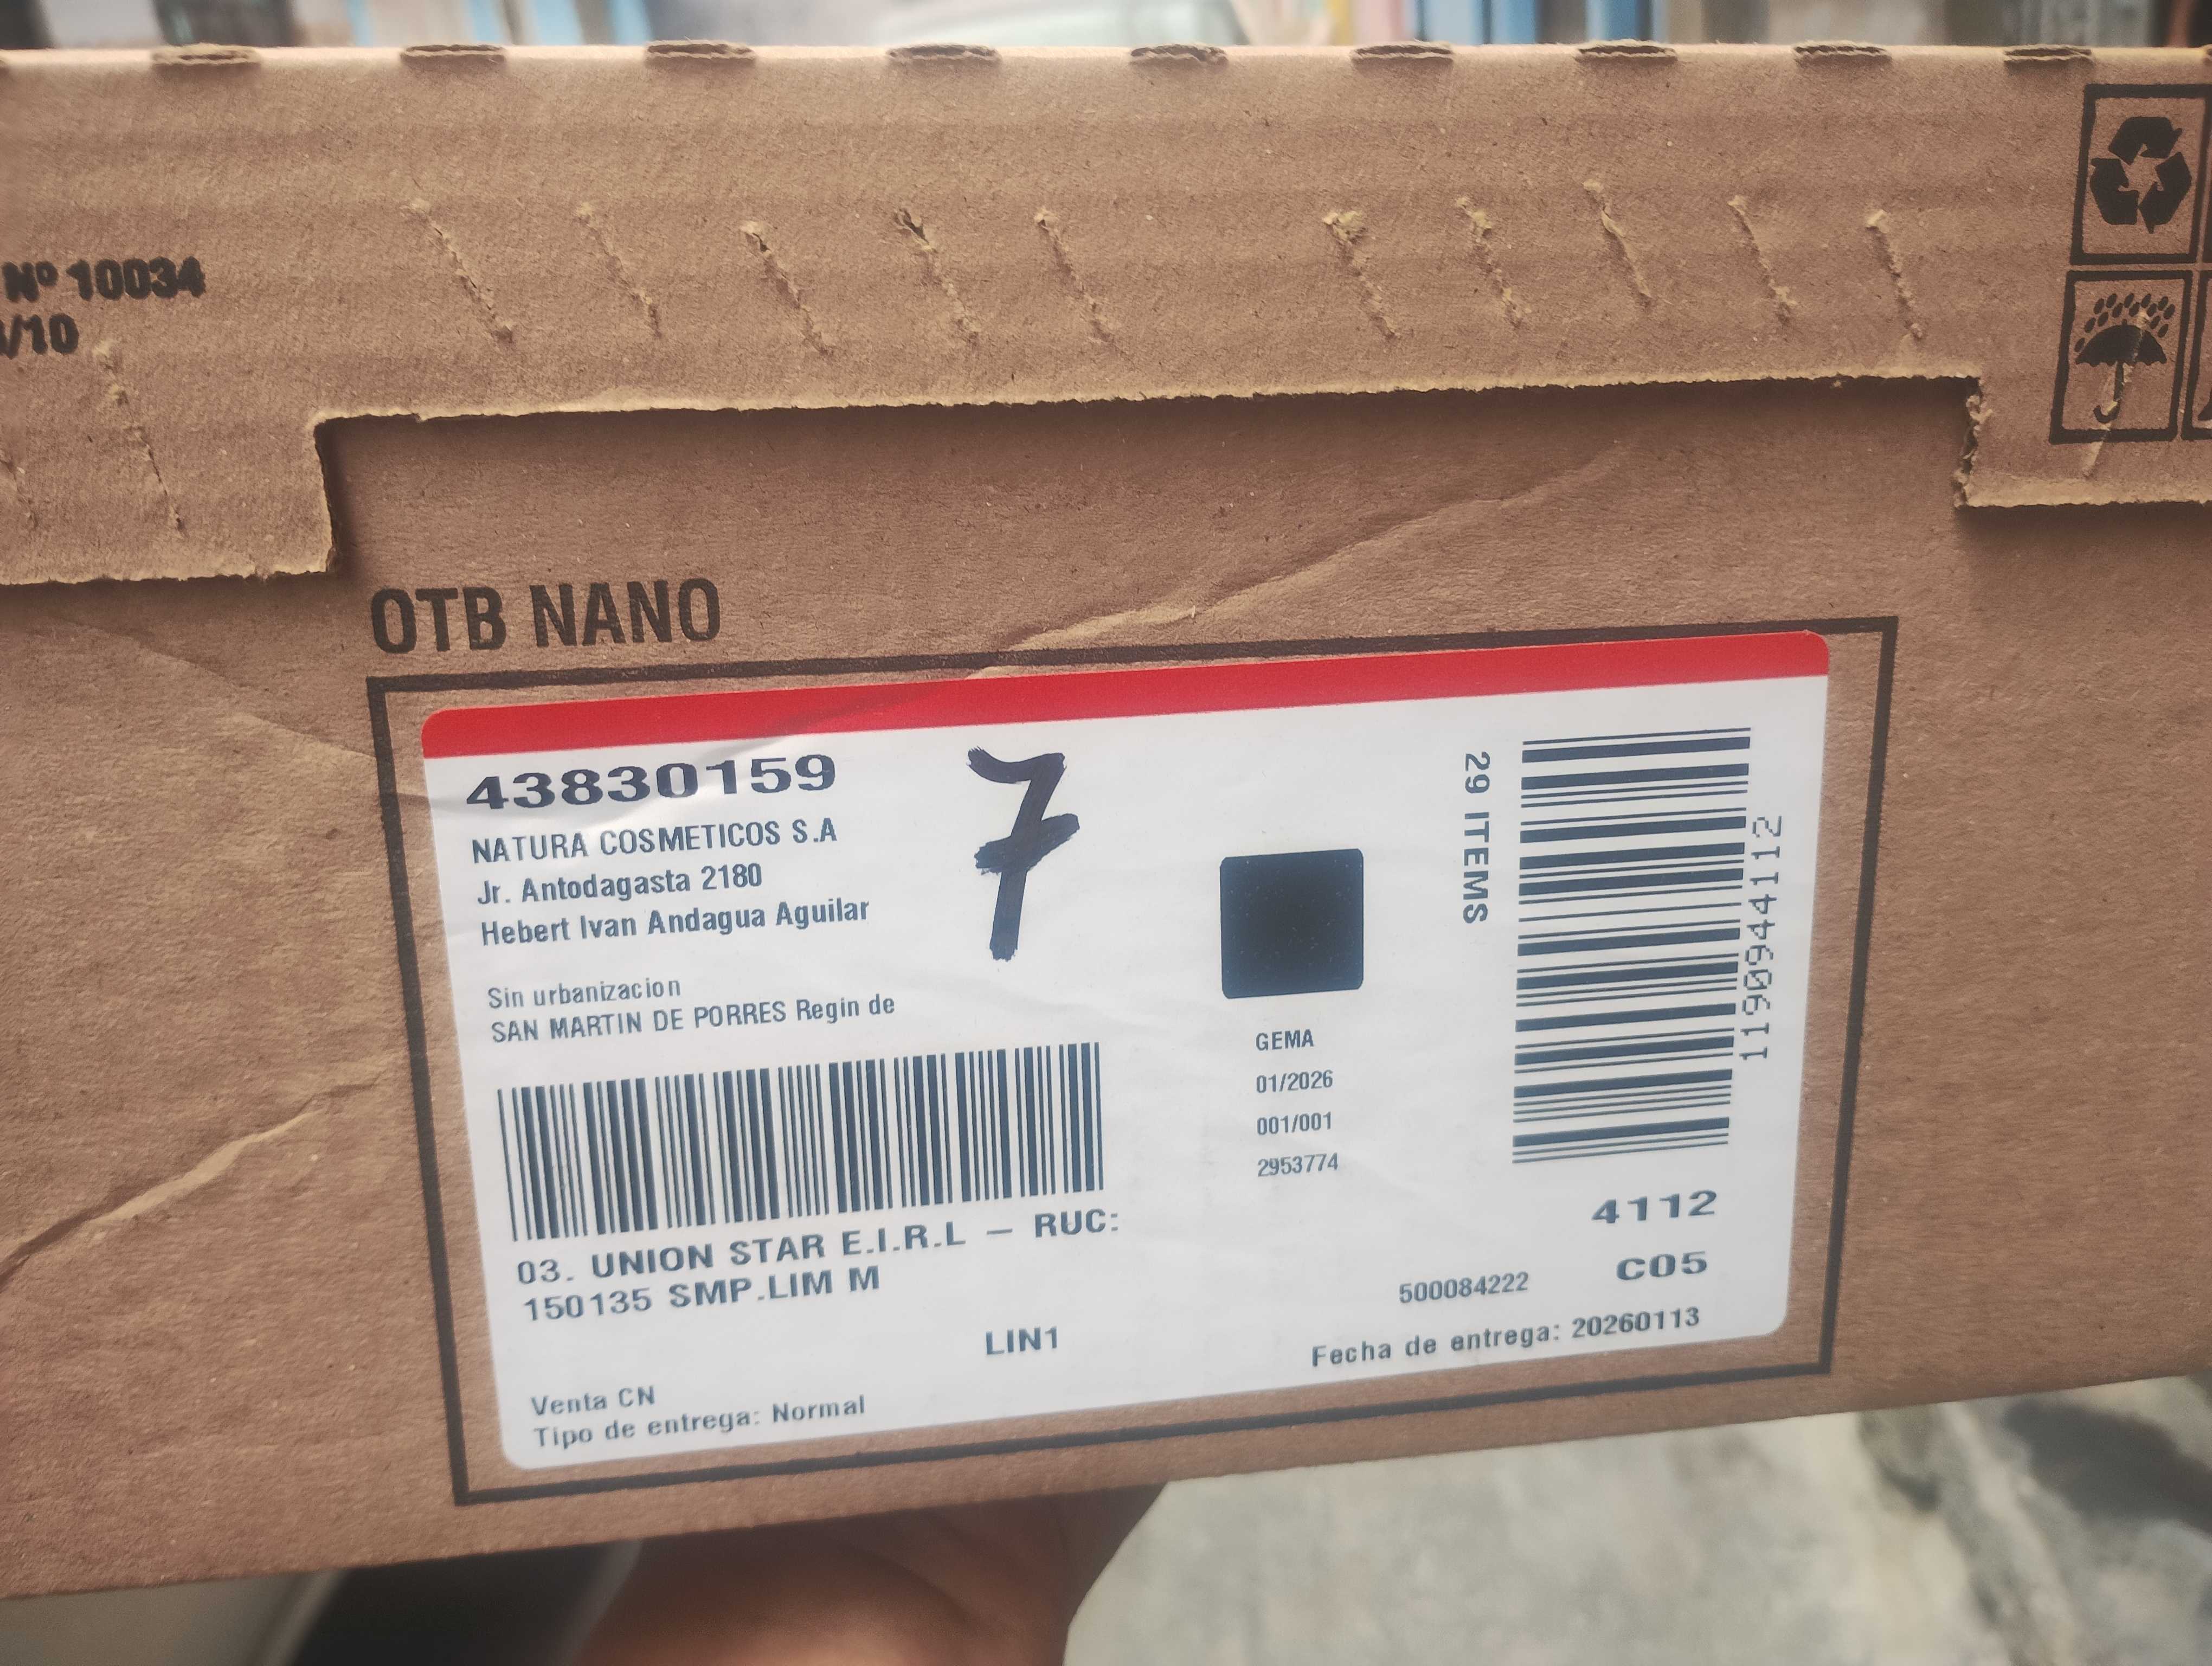 Nº 10034
/10
OTB NANO
43830159
7
NATURA COSMETICOS S.A
Jr. Antodagasta 2180
Hebert Ivan Andagua Aguilar
Sin urbanizacion
SAN MARTIN DE PORRES Regin de
03. UNION STAR E.I.R.L – RUC:
150135 SMP.LIM M
LIN1
Venta CN
Tipo de entrega: Normal
GEMA
01/2026
001/001
2953774
29 ITEMS
1190944112
4112
C05
500084222
Fecha de entrega: 20260113